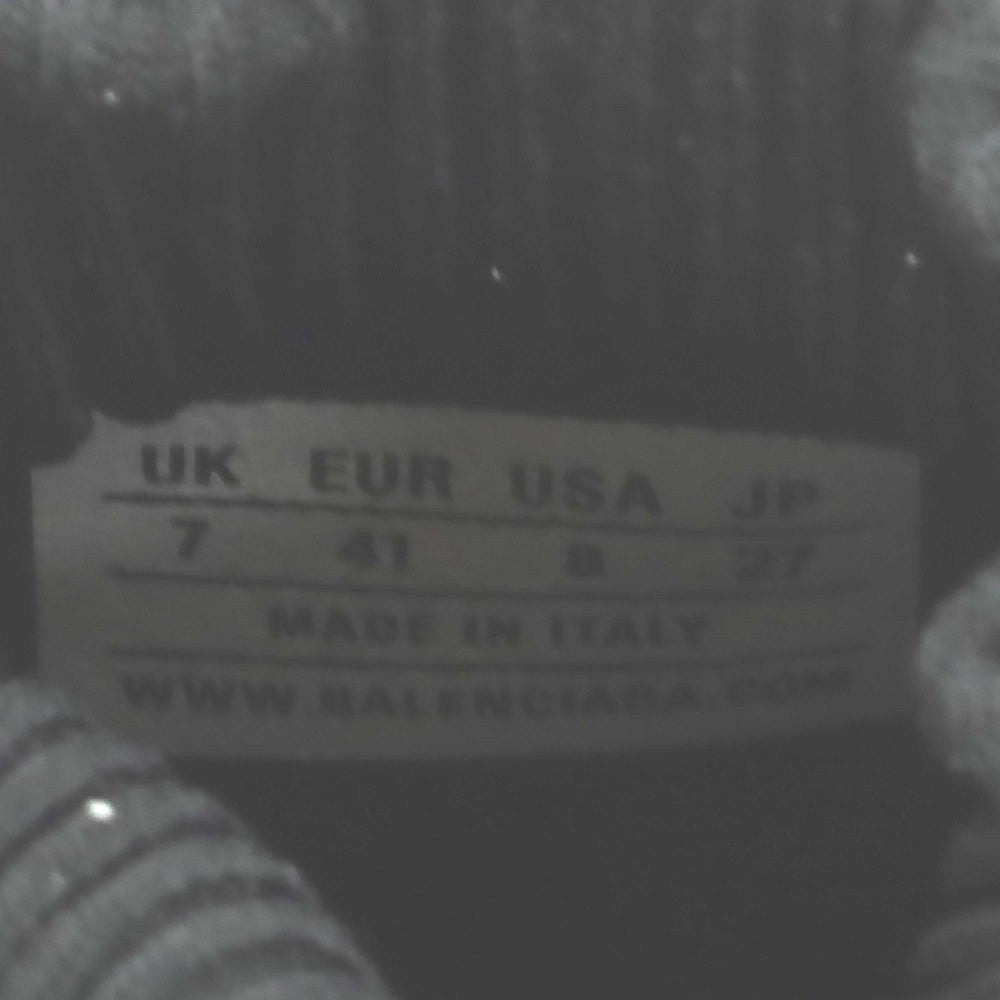 UK EUR USA JP
7 41 8 27
MADE IN ITALY
WWW.BALENCIAGA.COM